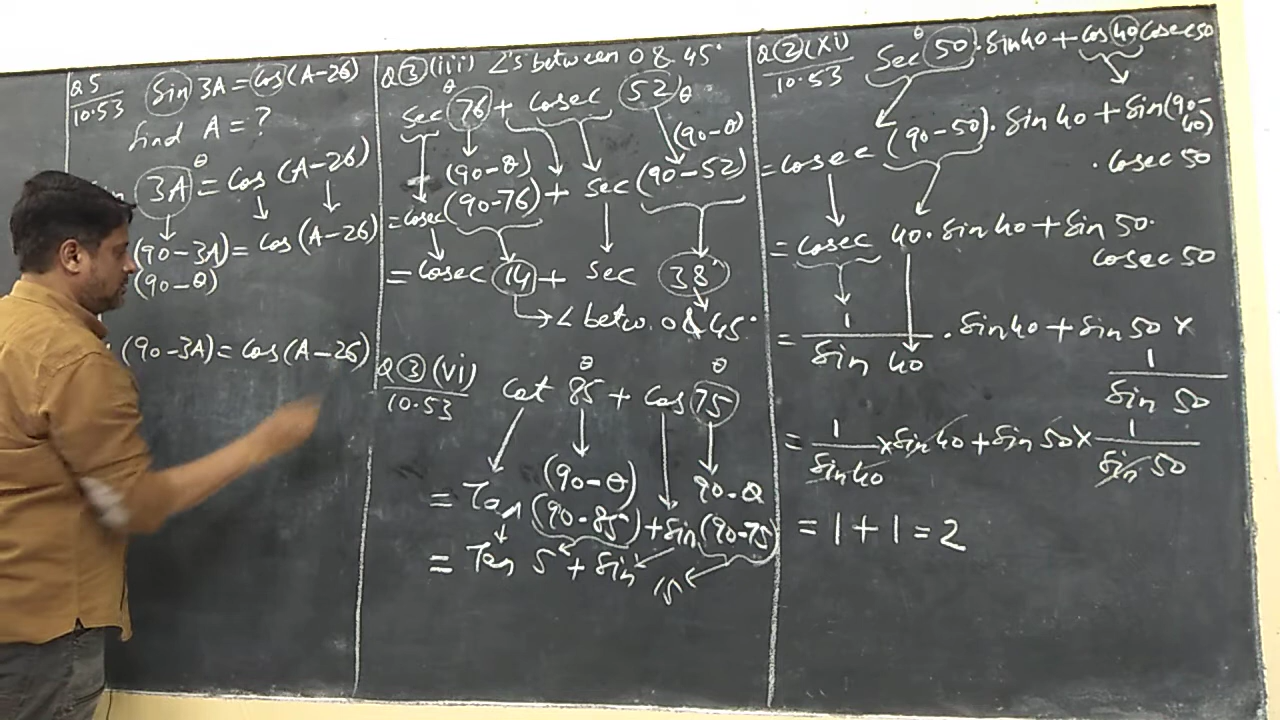 Q5
10.53
Sin 3A = Cos(A-26)
find A = ?
θ
3A = Cos (A-26)
(90-3A) = Cos (A-26)
(90-θ)
(90-3A) = Cos(A-26)
Q③(iii) ∠'s between 0 & 45°
θ
Sec 76 + Cosec 52 θ
(90-θ)
(90-θ)
= Cosec (90-76) + Sec (90-52)
= Cosec 14 + Sec 38°
→∠ betw. 0 & 45°
Q③(vi)
10.53
θ θ
Cot 85 + Cos 75
(90-θ) 90-θ
= Tan (90-85) + Sin (90-75)
= Tan 5° + Sin 15
Q②(xi)
10.53
θ
Sec 50 . Sin 40 + Cos 40 Cosec 50
= Cosec (90-50) . Sin 40 + Sin (90-40)
. Cosec 50
= Cosec 40 . Sin 40 + Sin 50.
Cosec 50
= 1/Sin 40 . Sin 40 + Sin 50 × 1/Sin 50
= 1/Sin 40 × Sin 40 + Sin 50 × 1/Sin 50
= 1 + 1 = 2